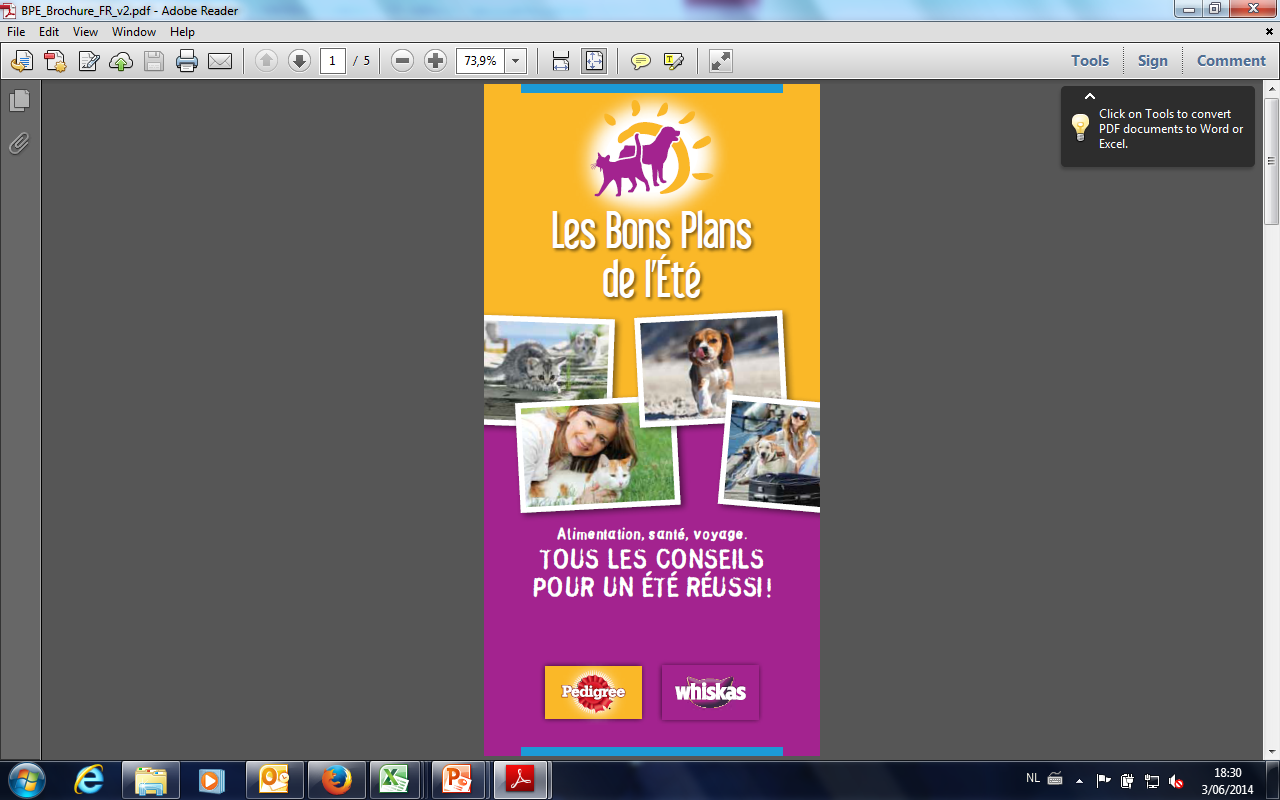 BPE_Brochure_FR_v2.pdf - Adobe Reader
File Edit View Window Help
1 / 5 73,9% Tools Sign Comment
Click on Tools to convert
PDF documents to Word or
Excel.
Les Bons Plans
de l'Été
Alimentation, santé, voyage.
TOUS LES CONSEILS
POUR UN ÉTÉ RÉUSSI!
Pedigree whiskas
NL 18:30
3/06/2014